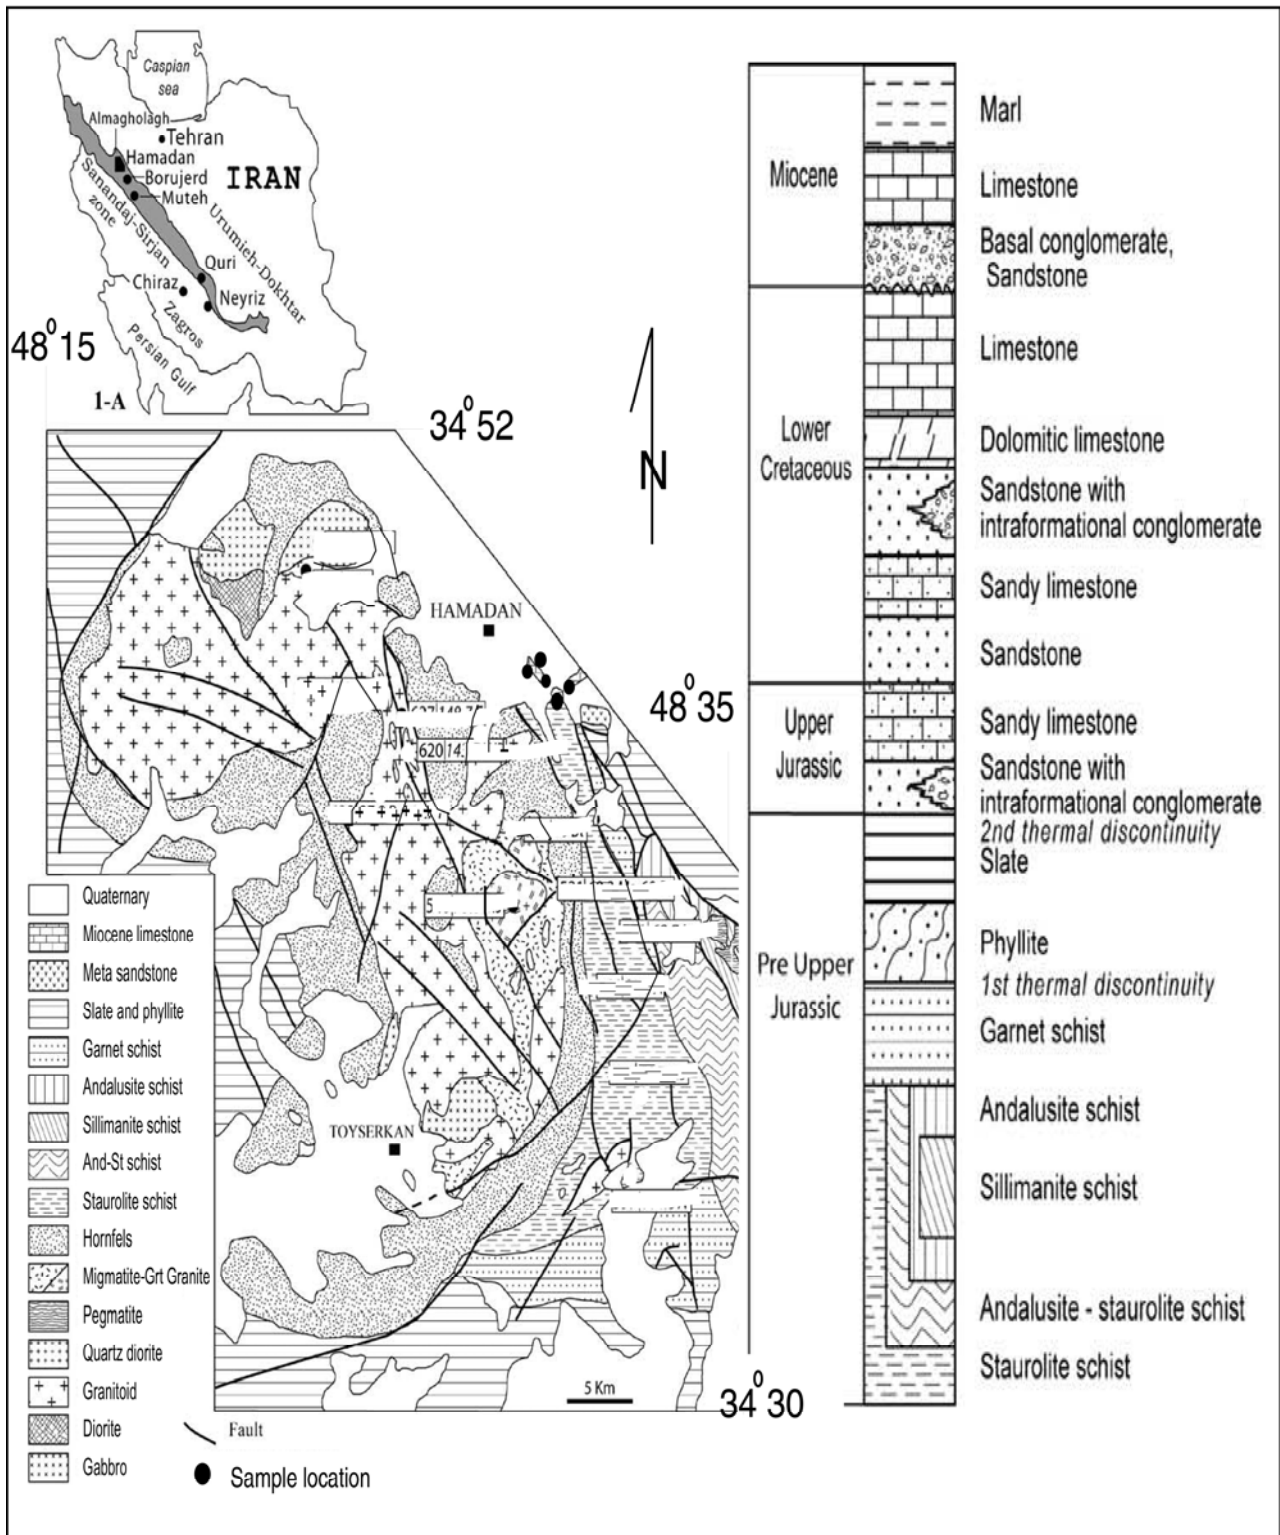 Caspian
sea
Almagholagh
Tehran
Hamadan
IRAN
Borujerd
Muteh
Sanandaj-Sirjan
zone
Urumieh-Dokhtar
Quri
Chiraz
Neyriz
Zagros
Persian Gulf
1-A
48° 15
34° 52
N
HAMADAN
48° 35
620
5
TOYSERKAN
5 Km
34° 30
Quaternary
Miocene limestone
Meta sandstone
Slate and phyllite
Garnet schist
Andalusite schist
Sillimanite schist
And-St schist
Staurolite schist
Hornfels
Migmatite-Grt Granite
Pegmatite
Quartz diorite
Granitoid
Diorite
Gabbro
Fault
Sample location
Miocene
Marl
Limestone
Basal conglomerate,
Sandstone
Lower
Cretaceous
Limestone
Dolomitic limestone
Sandstone with
intraformational conglomerate
Sandy limestone
Sandstone
Upper
Jurassic
Sandy limestone
Sandstone with
intraformational conglomerate
Pre Upper
Jurassic
2nd thermal discontinuity
Slate
Phyllite
1st thermal discontinuity
Garnet schist
Andalusite schist
Sillimanite schist
Andalusite - staurolite schist
Staurolite schist